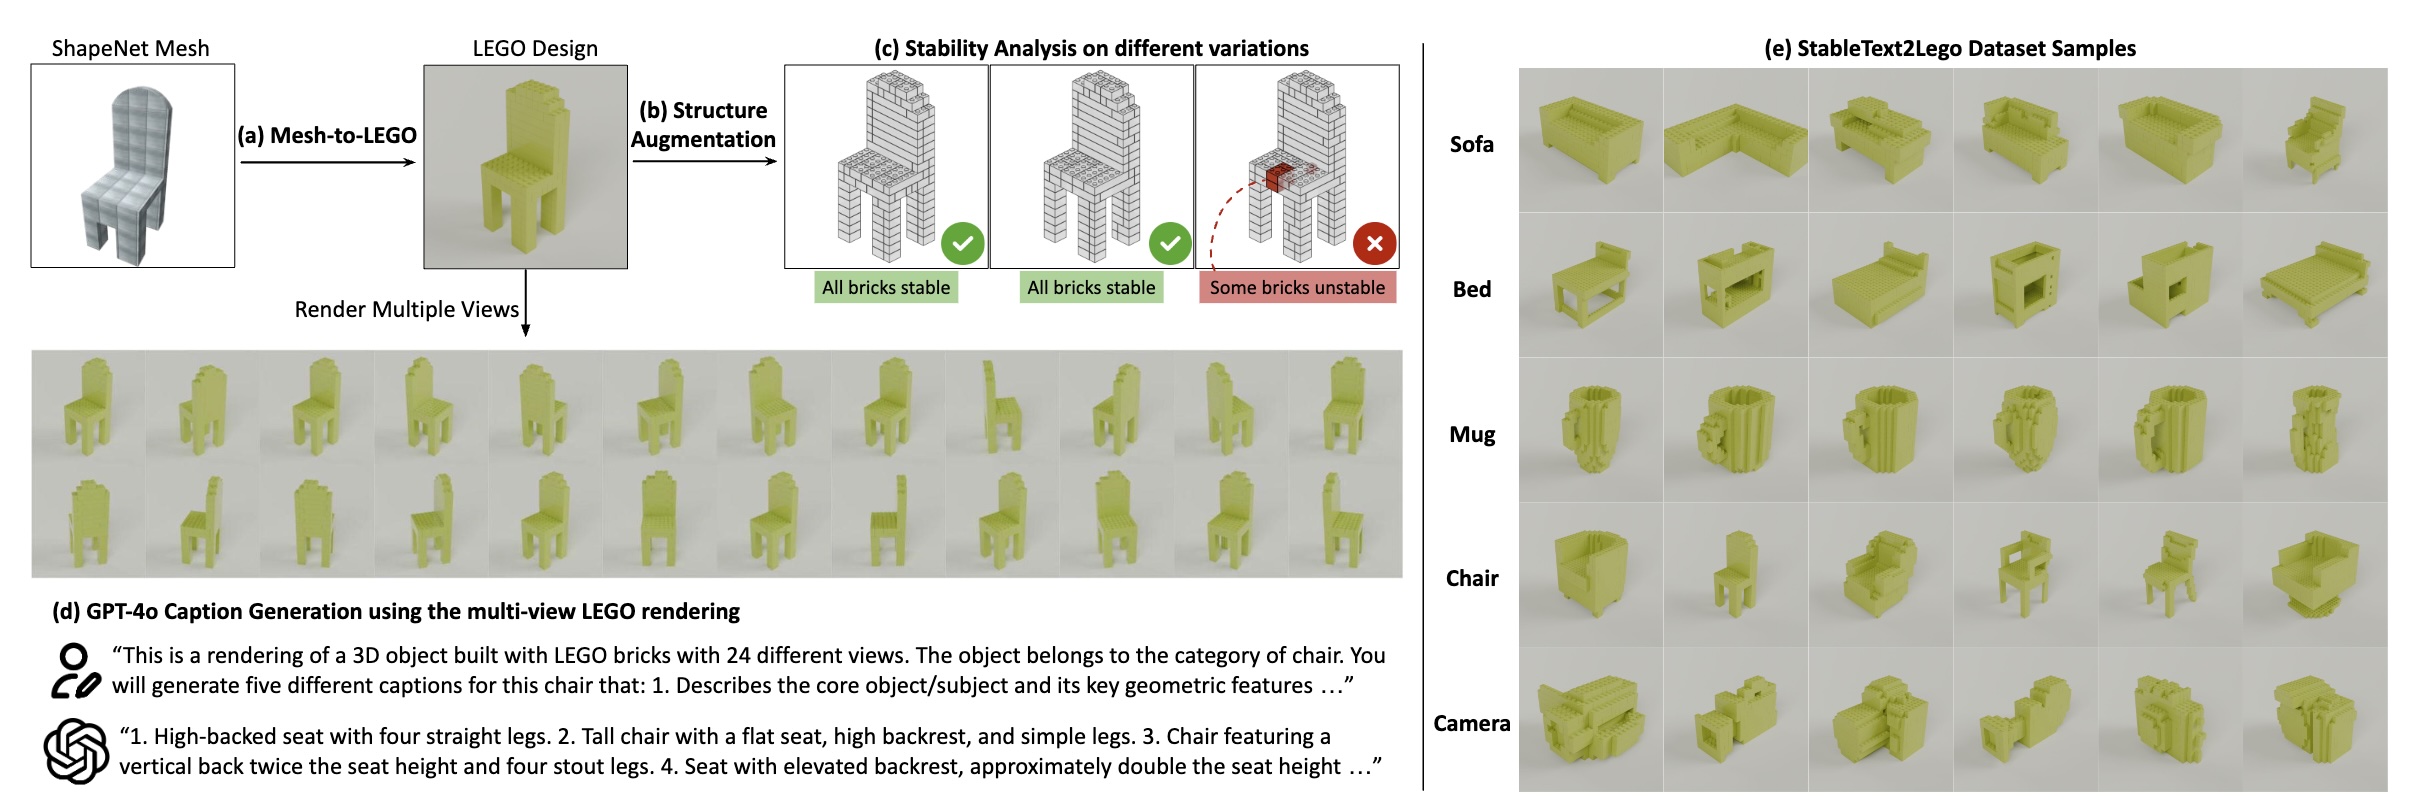 ShapeNet Mesh
(a) Mesh-to-LEGO
LEGO Design
(b) Structure
Augmentation
(c) Stability Analysis on different variations
All bricks stable
All bricks stable
Some bricks unstable
Render Multiple Views
(d) GPT-4o Caption Generation using the multi-view LEGO rendering
“This is a rendering of a 3D object built with LEGO bricks with 24 different views. The object belongs to the category of chair. You
will generate five different captions for this chair that: 1. Describes the core object/subject and its key geometric features …”
“1. High-backed seat with four straight legs. 2. Tall chair with a flat seat, high backrest, and simple legs. 3. Chair featuring a
vertical back twice the seat height and four stout legs. 4. Seat with elevated backrest, approximately double the seat height …”
(e) StableText2Lego Dataset Samples
Sofa
Bed
Mug
Chair
Camera